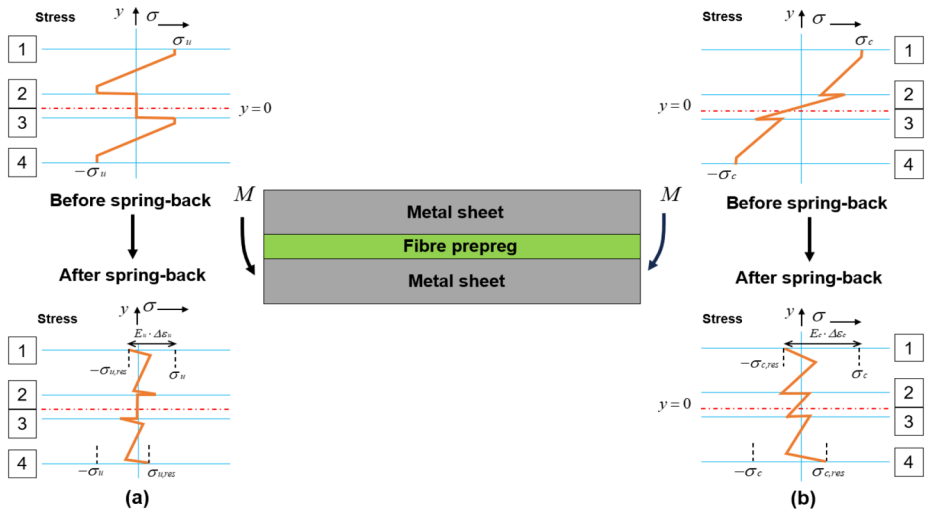 Stress
y
σ
σu
1
2
3
4
y=0
−σu
Before spring-back
After spring-back
Stress
y
σ
Eu·Δεu
1
2
3
4
−σu,res
σu
−σu
σu,res
(a)
M
M
Metal sheet
Fibre prepreg
Metal sheet
Stress
y
σ
σc
1
2
3
4
y=0
−σc
Before spring-back
After spring-back
Stress
y
σ
Ec·Δεc
1
2
3
4
−σc,res
σc
y=0
−σc
σc,res
(b)